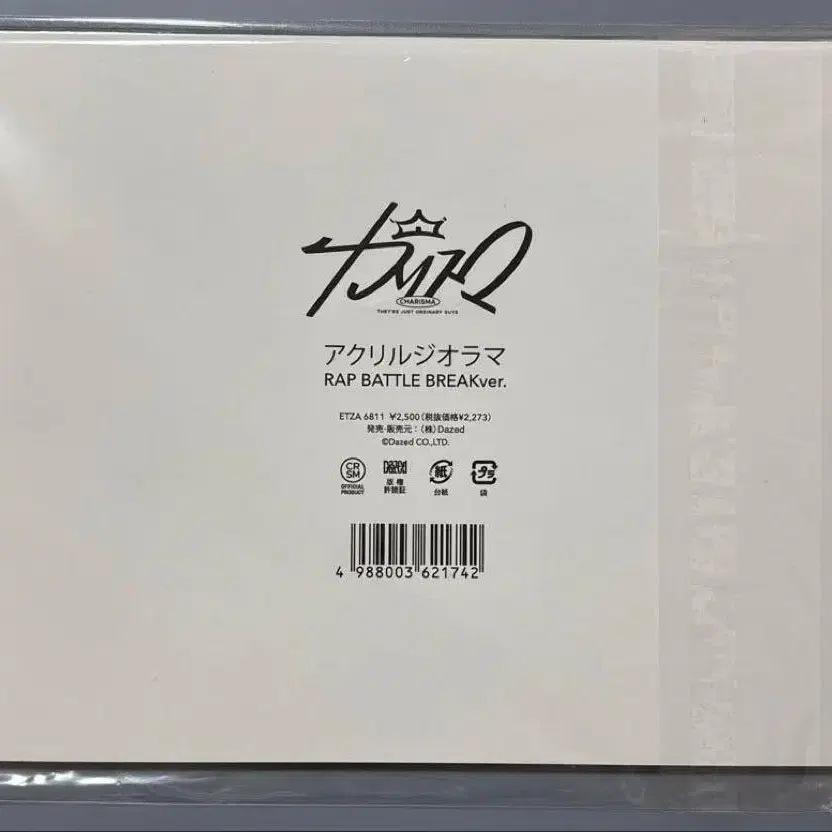 カリスマ
CHARISMA
THEY'RE JUST ORDINARY GUYS
アクリルジオラマ
RAP BATTLE BREAKver.
ETZA 6811 ¥2,500(税抜価格¥2,273)
発売・販売元:(株)Dazed
©Dazed CO.,LTD.
CR
SM
OFFICIAL
PRODUCT
Dazed
版権
許諾証
紙
台紙
プラ
袋
4 988003 621742